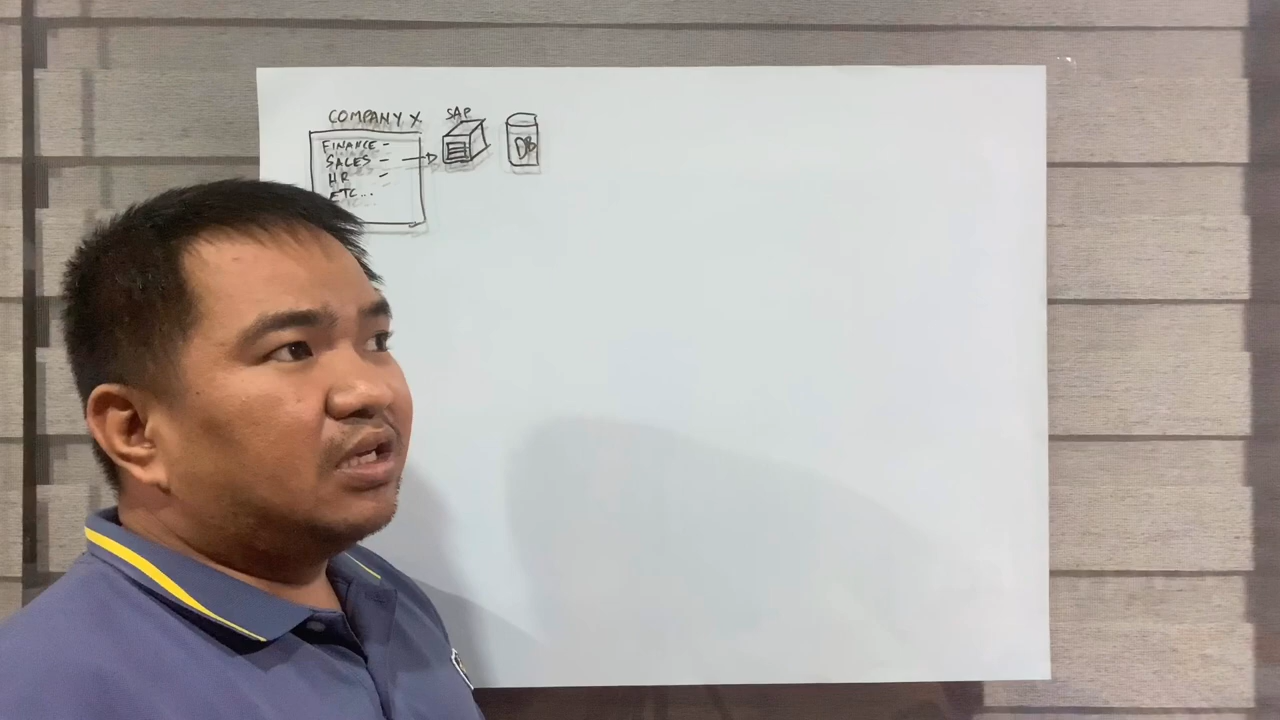 COMPANY X
SAP
FINANCE -
SALES -
HR -
ETC...
DB